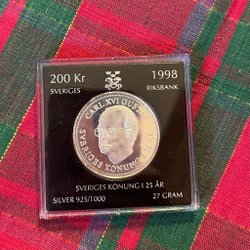 200 Kr 1998
SVERIGES RIKSBANK
CARL XVI GUSTAF
SVERIGES KONUNG
SVERIGES KONUNG I 25 ÅR
SILVER 925/1000 27 GRAM